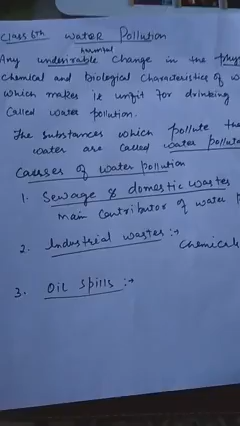 Class 6th Water Pollution
harmful
Any undesirable change in the
chemical and biological characteristics of
which makes it unfit for drinking
called water pollution.
The substances which pollute the
water are called water
Causes of water pollution
1. Sewage & domestic wastes
main contributor of water
2. Industrial wastes :→
Chemical
3. Oil Spills :→